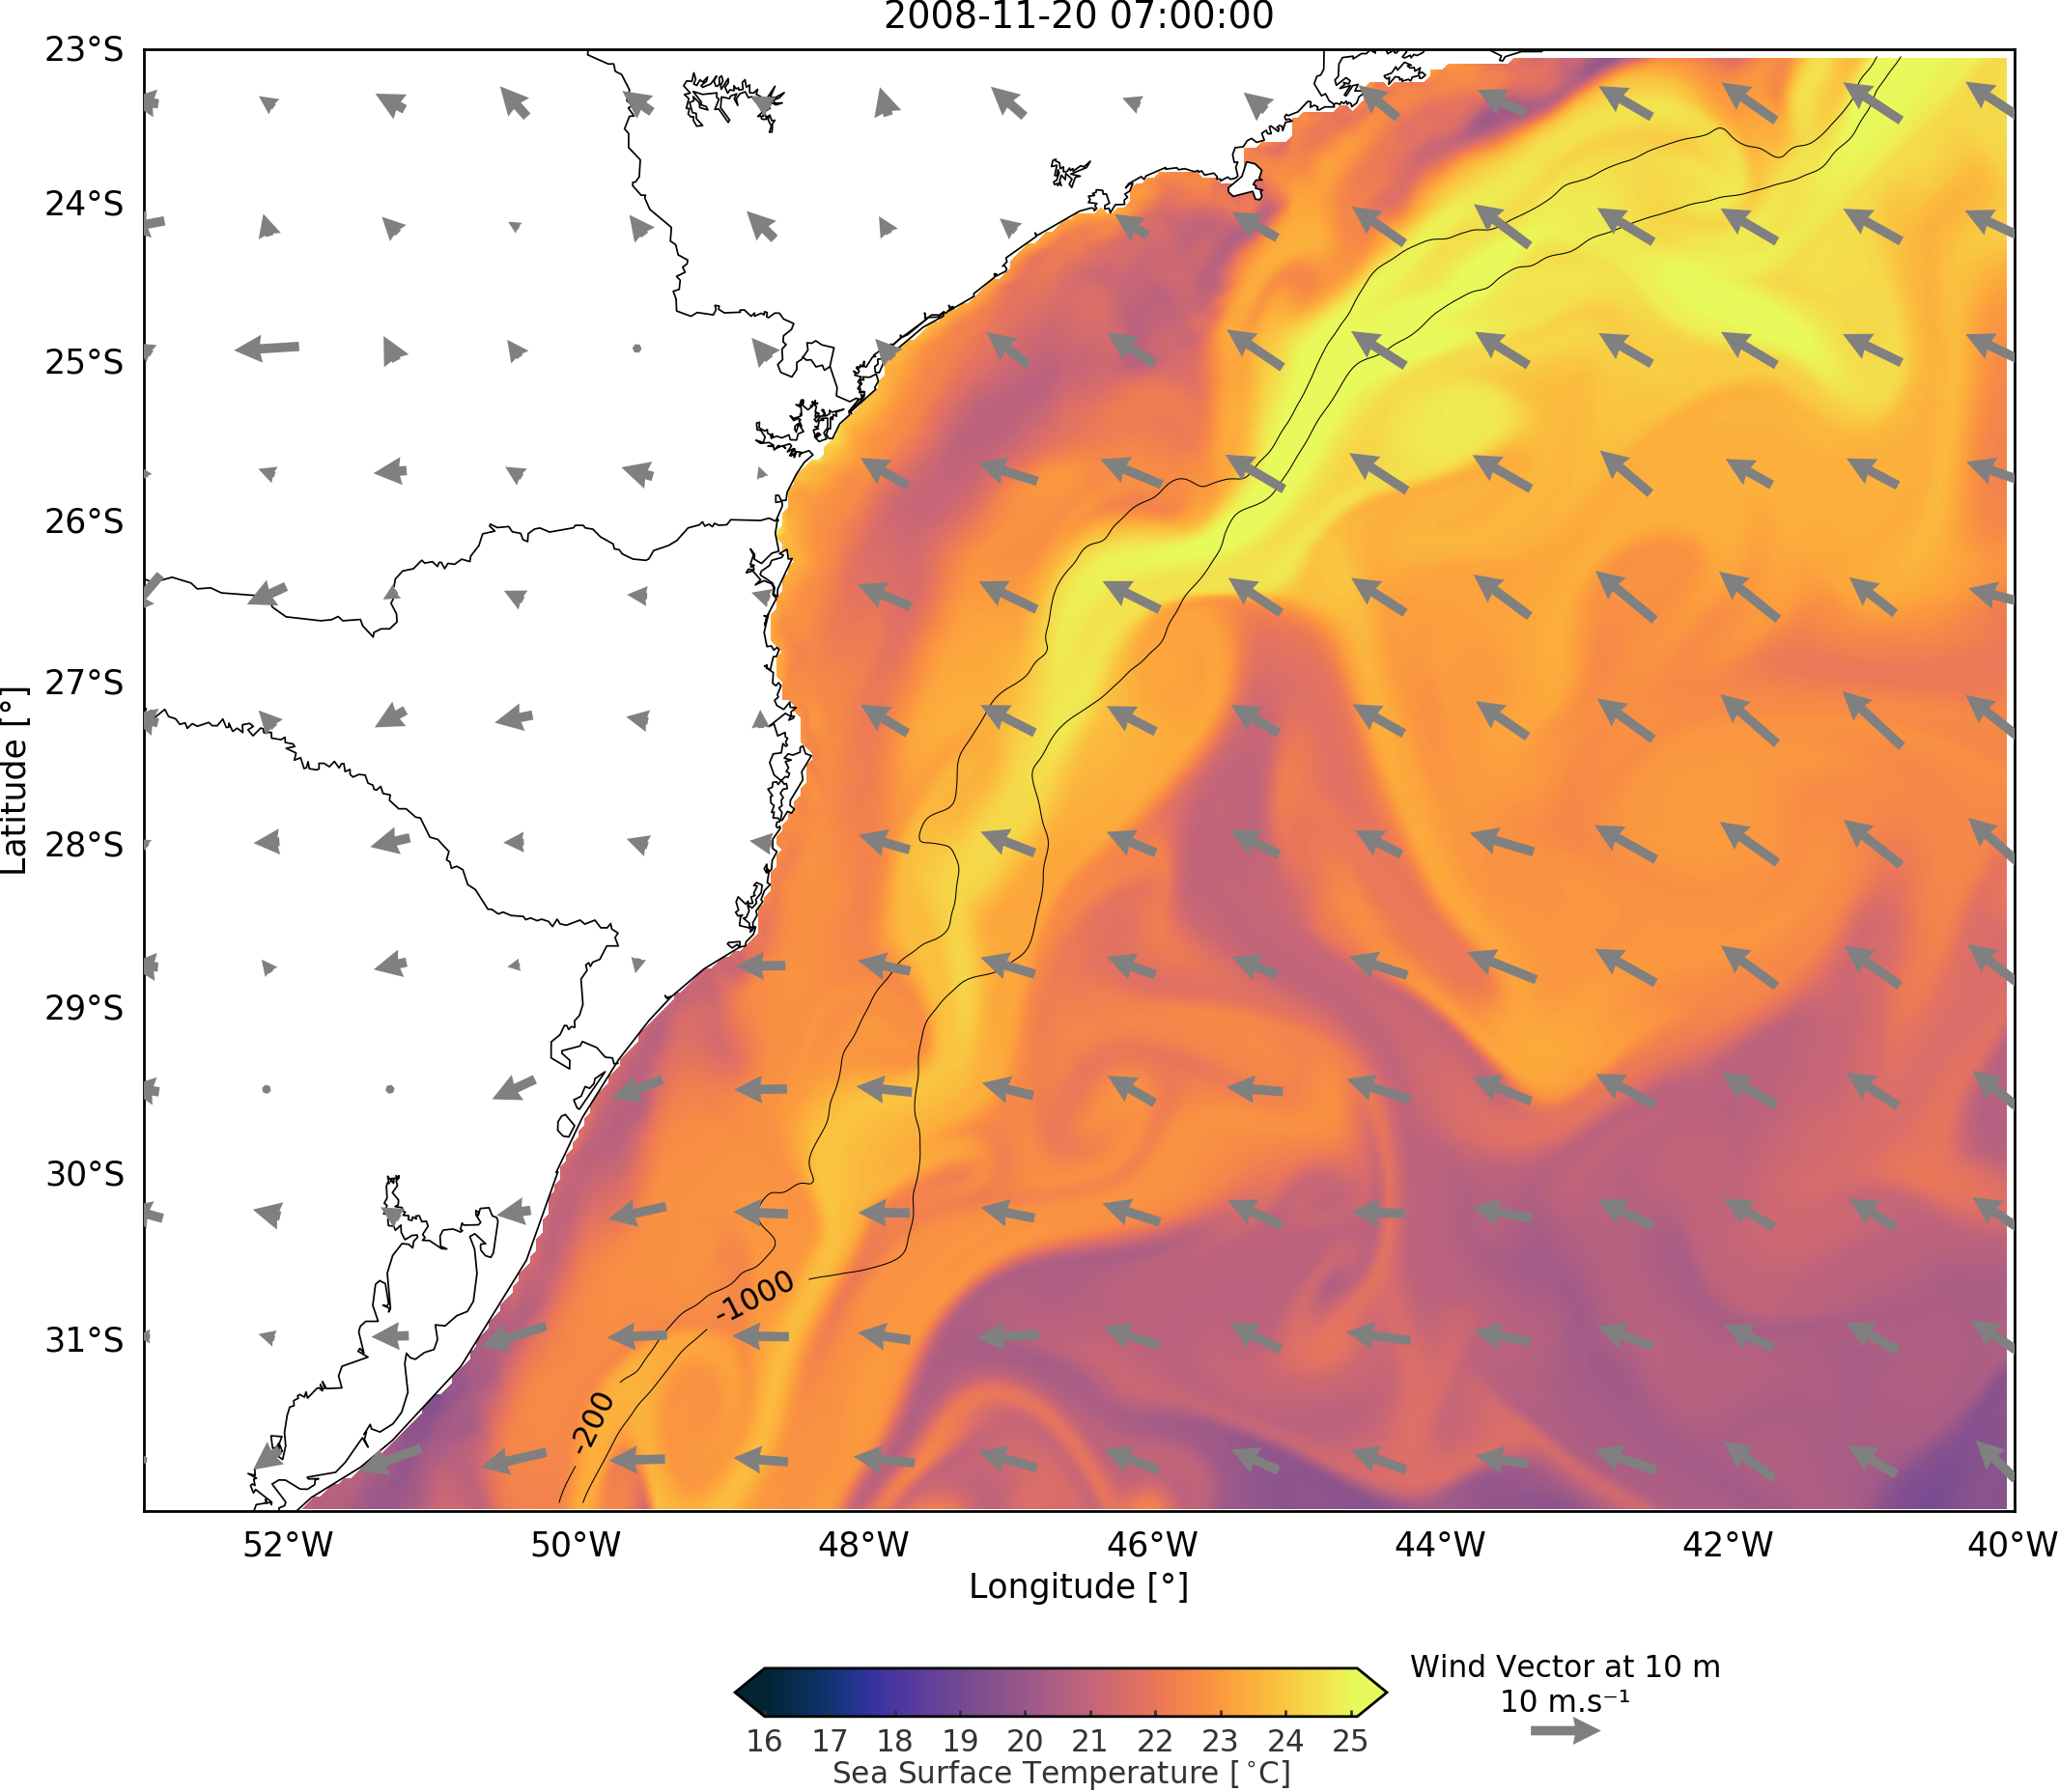 2008-11-20 07:00:00
23°S
24°S
25°S
26°S
27°S
28°S
29°S
30°S
31°S
Latitude [°]
-1000
-200
52°W
50°W
48°W
46°W
44°W
42°W
40°W
Longitude [°]
16
17
18
19
20
21
22
23
24
25
Sea Surface Temperature [°C]
Wind Vector at 10 m
10 m.s⁻¹